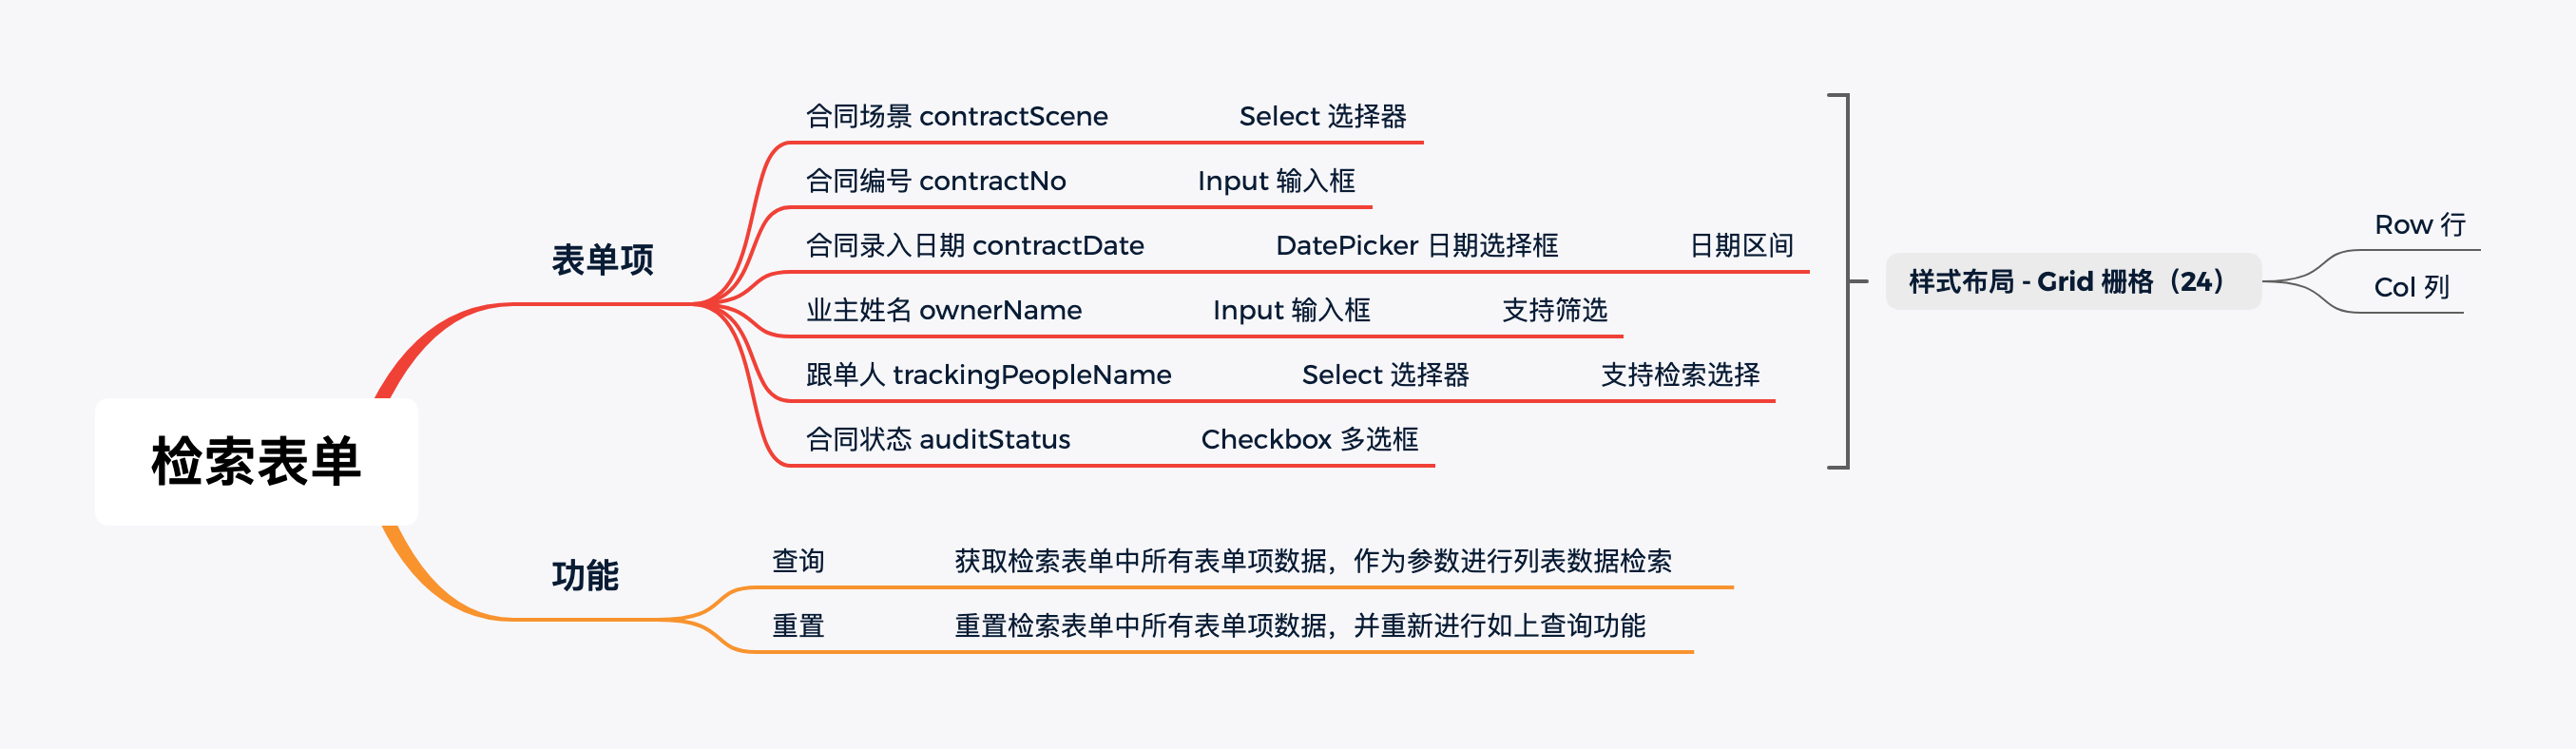 检索表单
表单项
合同场景 contractScene Select 选择器
合同编号 contractNo Input 输入框
合同录入日期 contractDate DatePicker 日期选择框 日期区间
业主姓名 ownerName Input 输入框 支持筛选
跟单人 trackingPeopleName Select 选择器 支持检索选择
合同状态 auditStatus Checkbox 多选框
样式布局 - Grid 栅格（24）
Row 行
Col 列
功能
查询 获取检索表单中所有表单项数据，作为参数进行列表数据检索
重置 重置检索表单中所有表单项数据，并重新进行如上查询功能